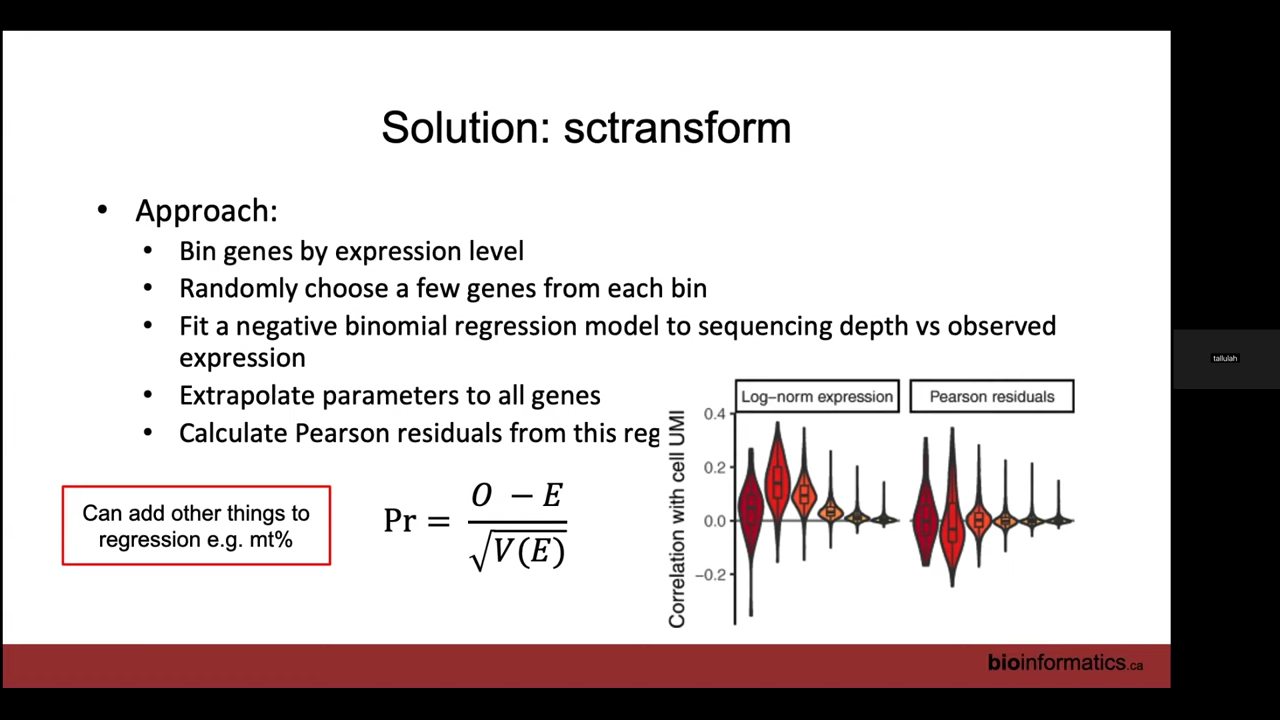 Solution: sctransform
• Approach:
• Bin genes by expression level
• Randomly choose a few genes from each bin
• Fit a negative binomial regression model to sequencing depth vs observed
expression
• Extrapolate parameters to all genes
• Calculate Pearson residuals from this reg
Can add other things to
regression e.g. mt%
Pr = (O − E) / √V(E)
Log−norm expression
Pearson residuals
Correlation with cell UMI
0.4
0.2
0.0
−0.2
tallulah
bioinformatics.ca